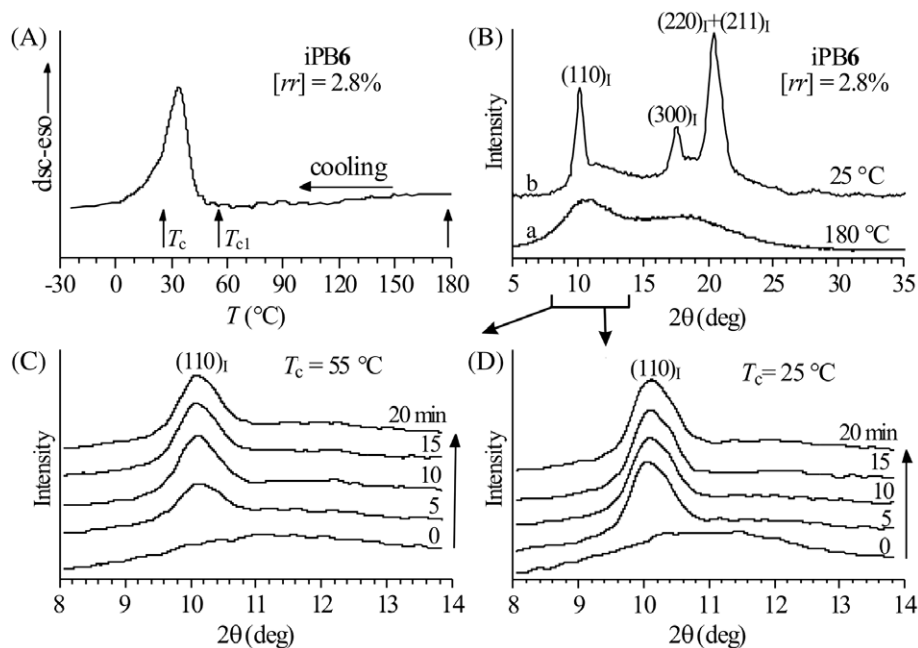 (A)
iPB6
[rr] = 2.8%
dsc-eso
cooling
Tc
Tc1
-30 0 30 60 90 120 150 180
T (°C)
(B)
(220)I+(211)I
iPB6
[rr] = 2.8%
(110)I
(300)I
Intensity
b
25 °C
a
180 °C
5 10 15 20 25 30 35
2θ (deg)
(C)
(110)I
Tc = 55 °C
20 min
15
10
5
0
Intensity
8 9 10 11 12 13 14
2θ (deg)
(D)
(110)I
Tc = 25 °C
20 min
15
10
5
0
Intensity
8 9 10 11 12 13 14
2θ (deg)